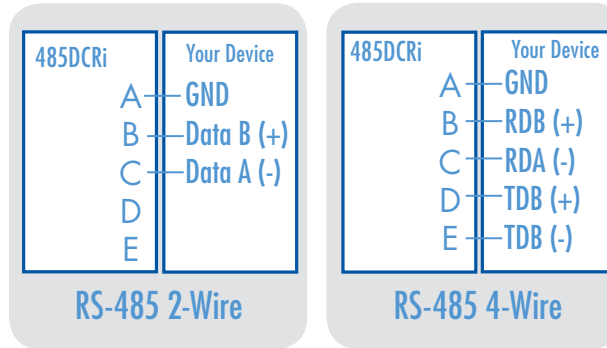 485DCRi Your Device
A GND
B Data B (+)
C Data A (-)
D
E
RS-485 2-Wire
485DCRi Your Device
A GND
B RDB (+)
C RDA (-)
D TDB (+)
E TDB (-)
RS-485 4-Wire